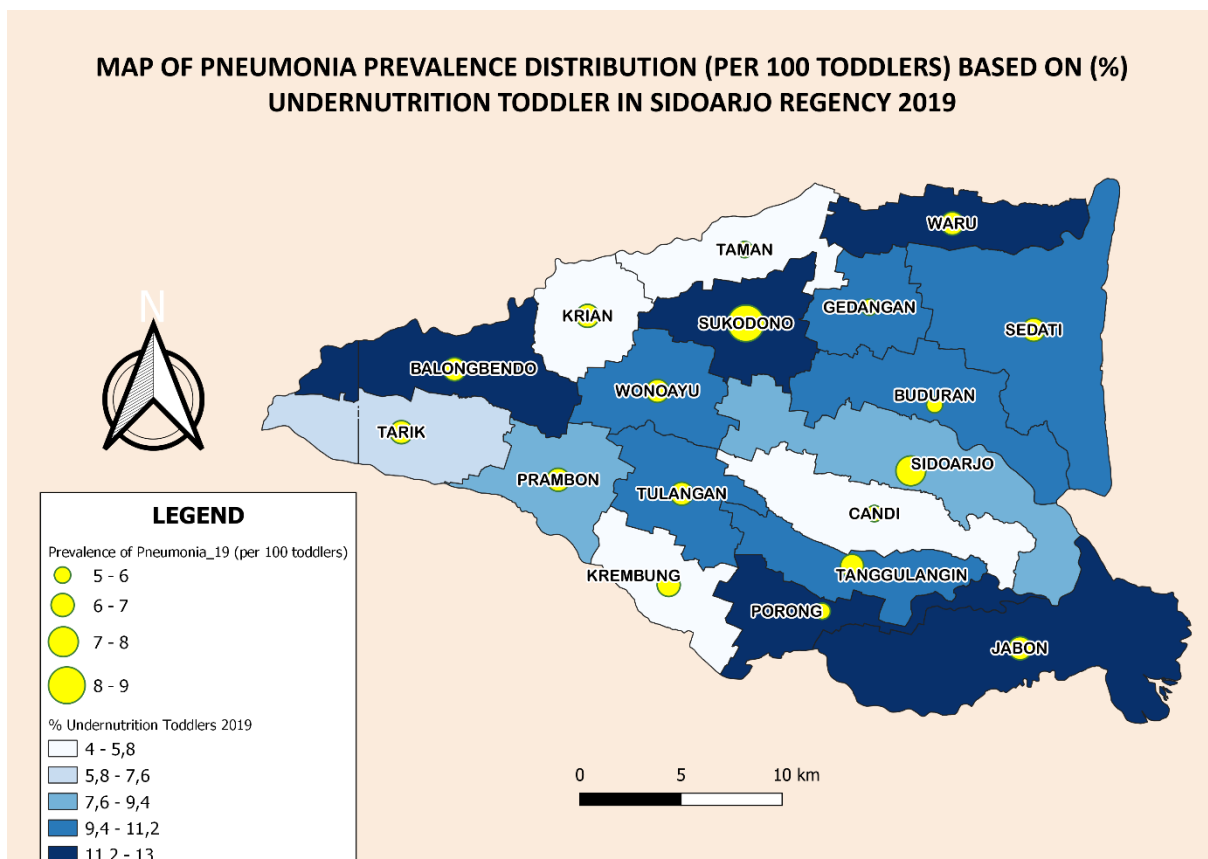 MAP OF PNEUMONIA PREVALENCE DISTRIBUTION (PER 100 TODDLERS) BASED ON (%)
UNDERNUTRITION TODDLER IN SIDOARJO REGENCY 2019
WARU
TAMAN
GEDANGAN
KRIAN
SUKODONO
SEDATI
BALONGBENDO
WONOAYU
BUDURAN
TARIK
SIDOARJO
PRAMBON
TULANGAN
CANDI
KREMBUNG
TANGGULANGIN
PORONG
JABON
N
LEGEND
Prevalence of Pneumonia_19 (per 100 toddlers)
5 - 6
6 - 7
7 - 8
8 - 9
% Undernutrition Toddlers 2019
4 - 5,8
5,8 - 7,6
7,6 - 9,4
9,4 - 11,2
11,2 - 13
0 5 10 km